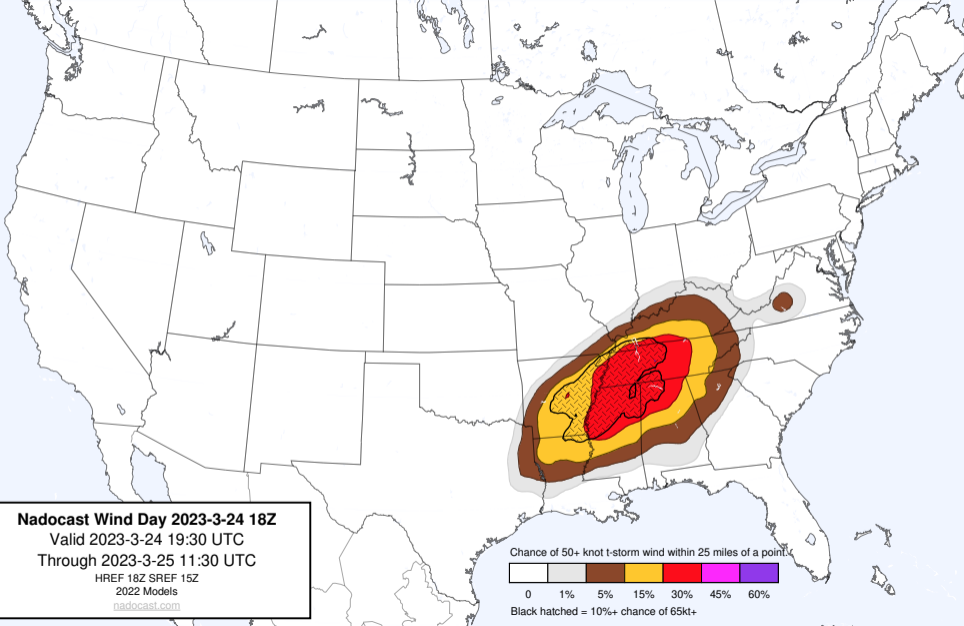 Nadocast Wind Day 2023-3-24 18Z
Valid 2023-3-24 19:30 UTC
Through 2023-3-25 11:30 UTC
HREF 18Z SREF 15Z
2022 Models
nadocast.com
Chance of 50+ knot t-storm wind within 25 miles of a point.
0 1% 5% 15% 30% 45% 60%
Black hatched = 10%+ chance of 65kt+